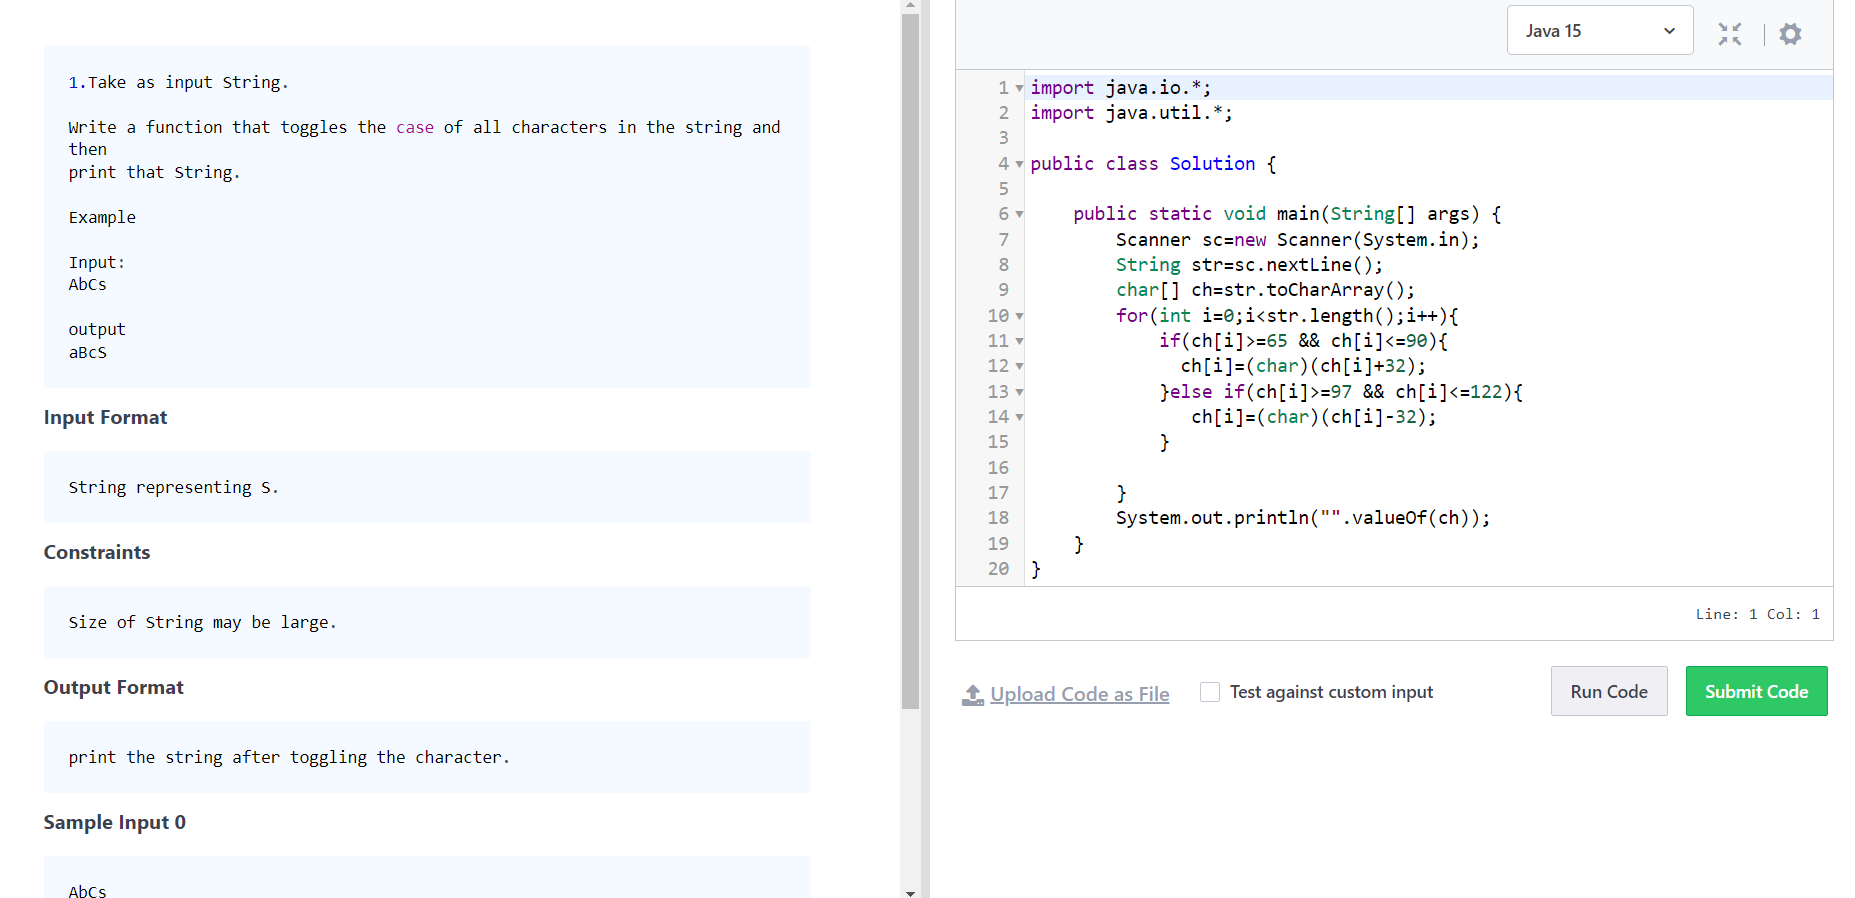 1.Take as input String.
Write a function that toggles the case of all characters in the string and
then
print that String.
Example
Input:
AbCs
output
aBcS
Input Format
String representing S.
Constraints
Size of String may be large.
Output Format
print the string after toggling the character.
Sample Input 0
AbCs
Java 15
1 import java.io.*;
2 import java.util.*;
3
4 public class Solution {
5
6 public static void main(String[] args) {
7 Scanner sc=new Scanner(System.in);
8 String str=sc.nextLine();
9 char[] ch=str.toCharArray();
10 for(int i=0;i<str.length();i++){
11 if(ch[i]>=65 && ch[i]<=90){
12 ch[i]=(char)(ch[i]+32);
13 }else if(ch[i]>=97 && ch[i]<=122){
14 ch[i]=(char)(ch[i]-32);
15 }
16
17 }
18 System.out.println("".valueOf(ch));
19 }
20 }
Line: 1 Col: 1
Upload Code as File
Test against custom input
Run Code
Submit Code